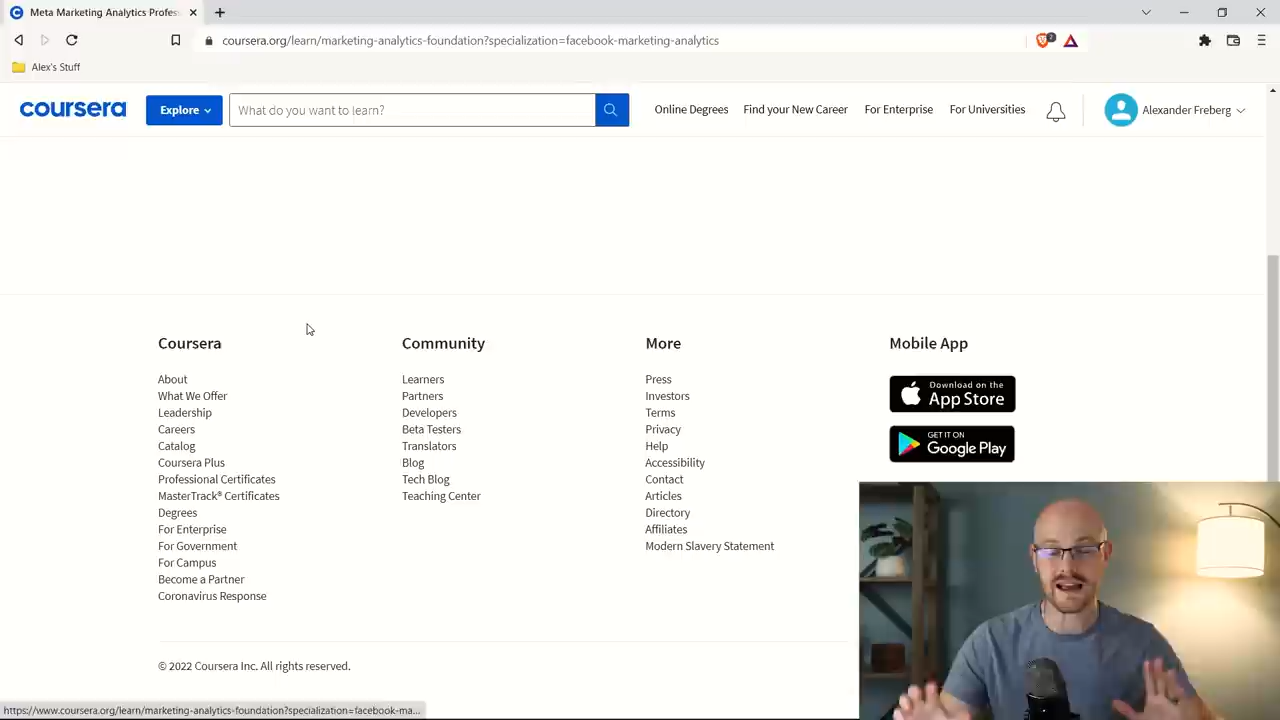 Meta Marketing Analytics Profes
coursera.org/learn/marketing-analytics-foundation?specialization=facebook-marketing-analytics
2
Alex's Stuff
coursera
Explore
What do you want to learn?
Online Degrees
Find your New Career
For Enterprise
For Universities
Alexander Freberg
Coursera
About
What We Offer
Leadership
Careers
Catalog
Coursera Plus
Professional Certificates
MasterTrack® Certificates
Degrees
For Enterprise
For Government
For Campus
Become a Partner
Coronavirus Response
Community
Learners
Partners
Developers
Beta Testers
Translators
Blog
Tech Blog
Teaching Center
More
Press
Investors
Terms
Privacy
Help
Accessibility
Contact
Articles
Directory
Affiliates
Modern Slavery Statement
Mobile App
Download on the
App Store
GET IT ON
Google Play
© 2022 Coursera Inc. All rights reserved.
https://www.coursera.org/learn/marketing-analytics-foundation?specialization=facebook-ma...